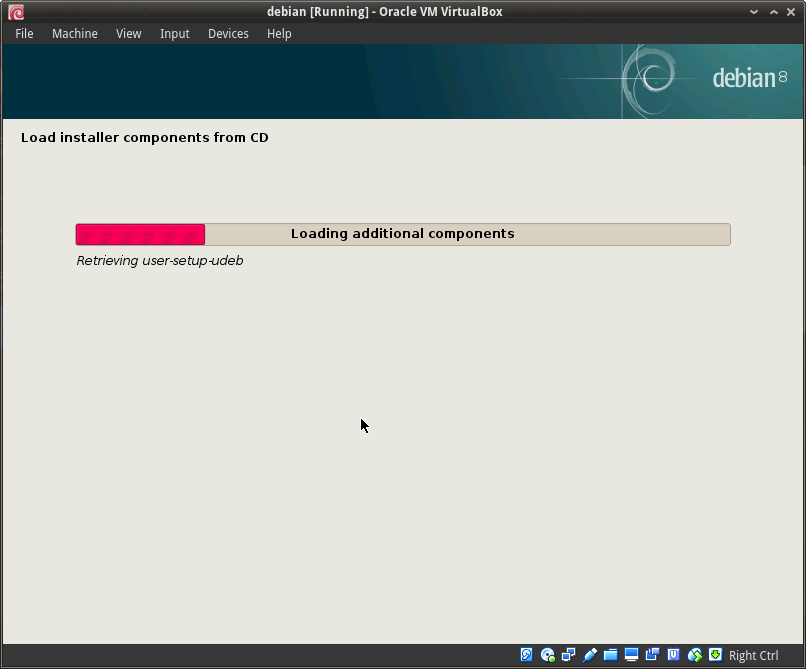 debian [Running] - Oracle VM VirtualBox
File Machine View Input Devices Help
debian 8
Load installer components from CD
Loading additional components
Retrieving user-setup-udeb
Right Ctrl